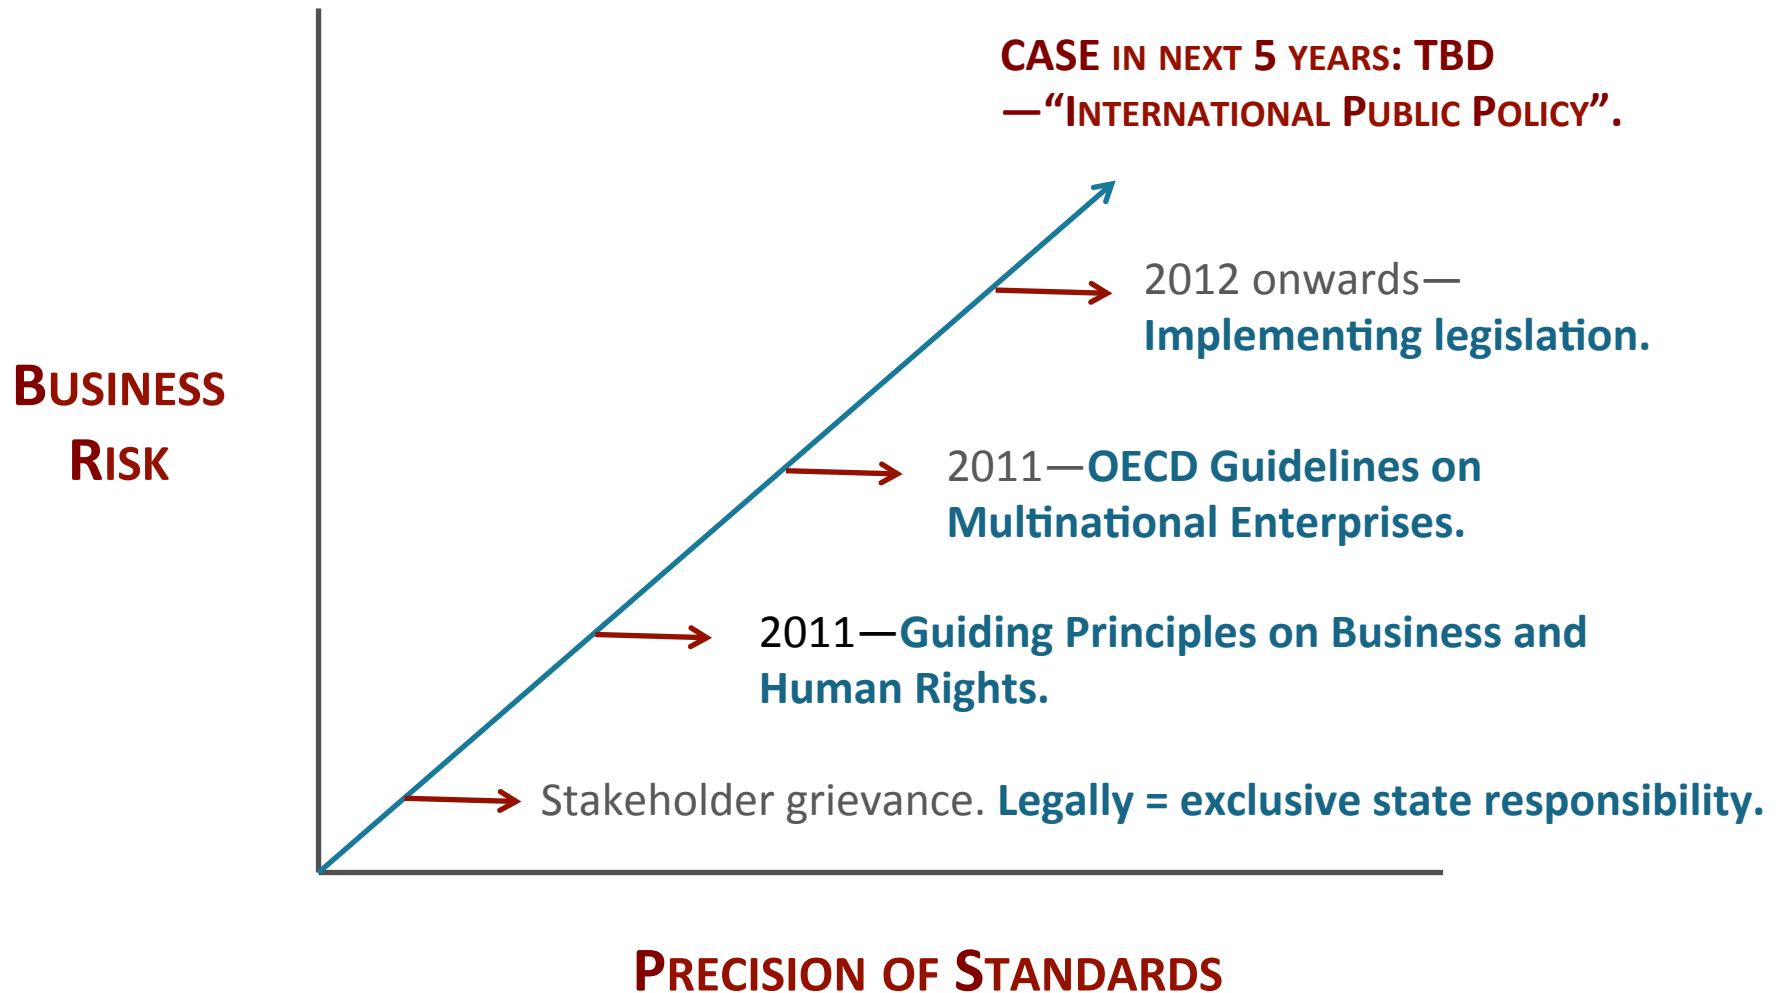 CASE IN NEXT 5 YEARS: TBD
—“INTERNATIONAL PUBLIC POLICY”.
2012 onwards—
Implementing legislation.
BUSINESS
RISK
2011—OECD Guidelines on
Multinational Enterprises.
2011—Guiding Principles on Business and
Human Rights.
Stakeholder grievance. Legally = exclusive state responsibility.
PRECISION OF STANDARDS